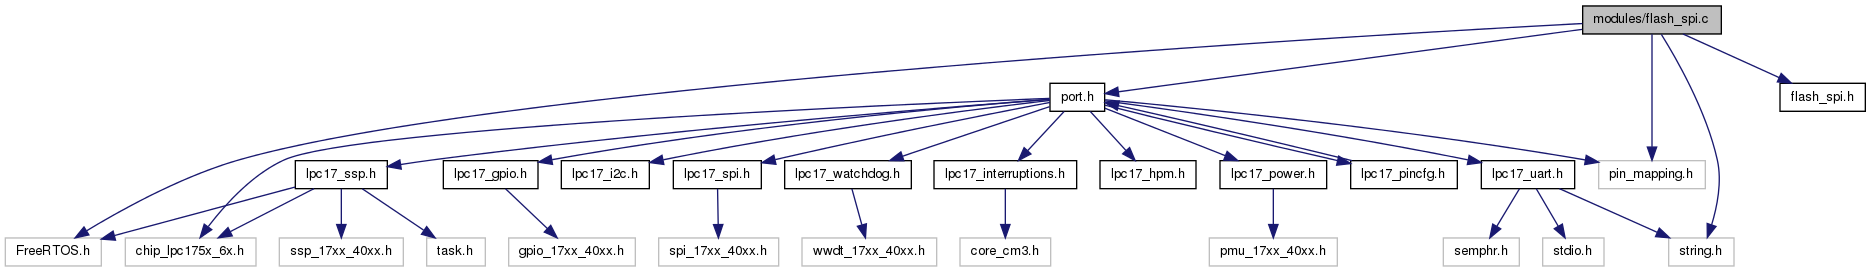 modules/flash_spi.c
port.h
flash_spi.h
lpc17_ssp.h
lpc17_gpio.h
lpc17_i2c.h
lpc17_spi.h
lpc17_watchdog.h
lpc17_interruptions.h
lpc17_hpm.h
lpc17_power.h
lpc17_pincfg.h
lpc17_uart.h
pin_mapping.h
FreeRTOS.h
chip_lpc175x_6x.h
ssp_17xx_40xx.h
task.h
gpio_17xx_40xx.h
spi_17xx_40xx.h
wwdt_17xx_40xx.h
core_cm3.h
pmu_17xx_40xx.h
semphr.h
stdio.h
string.h